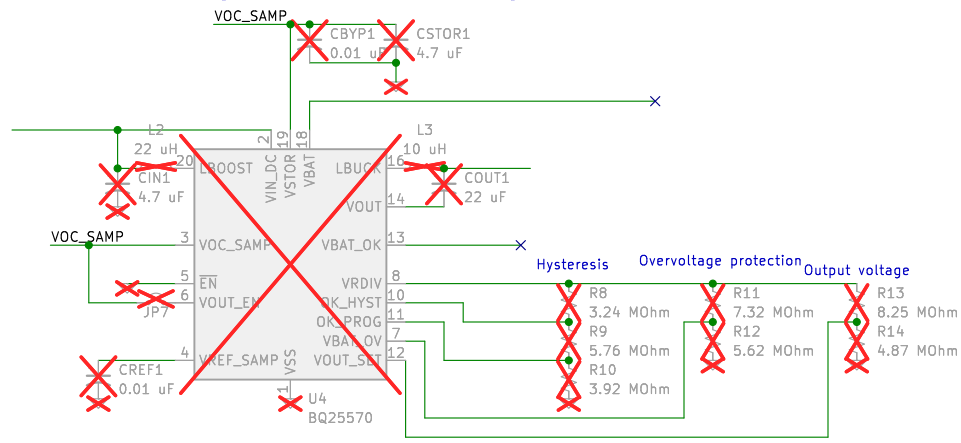 VOC_SAMP
CBYP1
0.01 uF
CSTOR1
4.7 uF
L2
22 uH
2
19
18
L3
10 uH
20
LBOOST
VIN_DC
VSTOR
VBAT
LBUCK
16
CIN1
4.7 uF
COUT1
22 uF
VOUT
14
VOC_SAMP
3
VOC_SAMP
VBAT_OK
13
Hysteresis
Overvoltage protection
Output voltage
5
EN
VRDIV
8
6
VOUT_EN
JP7
OK_HYST
10
OK_PROG
11
VBAT_OV
7
4
VREF_SAMP
VSS
VOUT_SET
12
CREF1
0.01 uF
1
U4
BQ25570
R8
3.24 MOhm
R9
5.76 MOhm
R10
3.92 MOhm
R11
7.32 MOhm
R12
5.62 MOhm
R13
8.25 MOhm
R14
4.87 MOhm